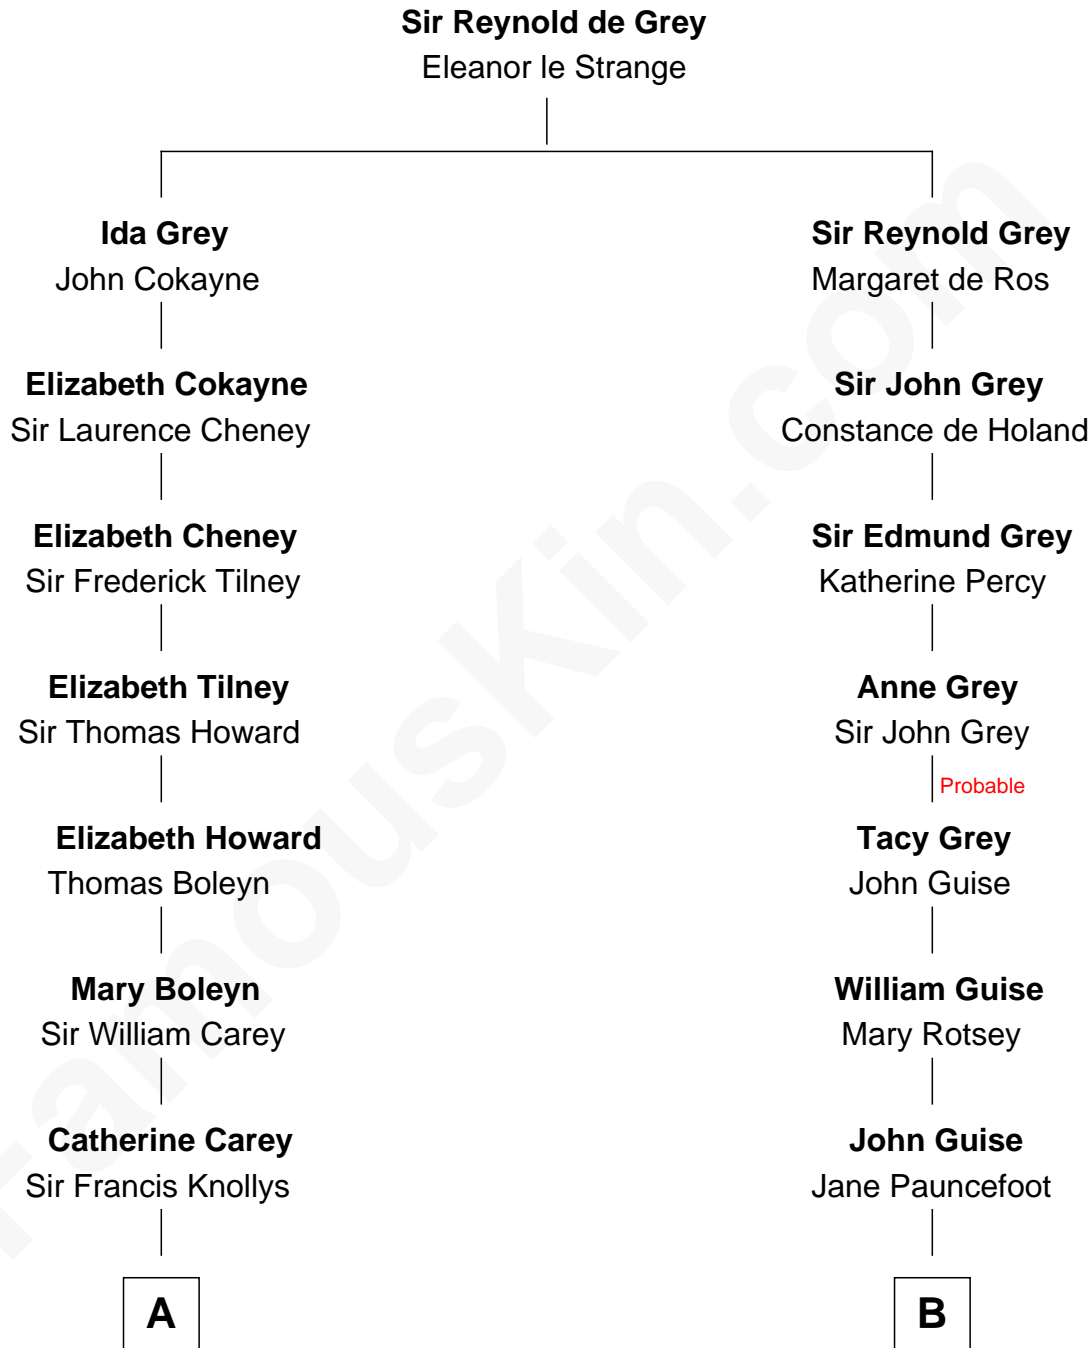 Sir Reynold de Grey
Eleanor le Strange
Ida Grey
John Cokayne
Elizabeth Cokayne
Sir Laurence Cheney
Elizabeth Cheney
Sir Frederick Tilney
Elizabeth Tilney
Sir Thomas Howard
Elizabeth Howard
Thomas Boleyn
Mary Boleyn
Sir William Carey
Catherine Carey
Sir Francis Knollys
A
Sir Reynold Grey
Margaret de Ros
Sir John Grey
Constance de Holand
Sir Edmund Grey
Katherine Percy
Anne Grey
Sir John Grey
Probable
Tacy Grey
John Guise
William Guise
Mary Rotsey
John Guise
Jane Pauncefoot
B
FamousKin.com